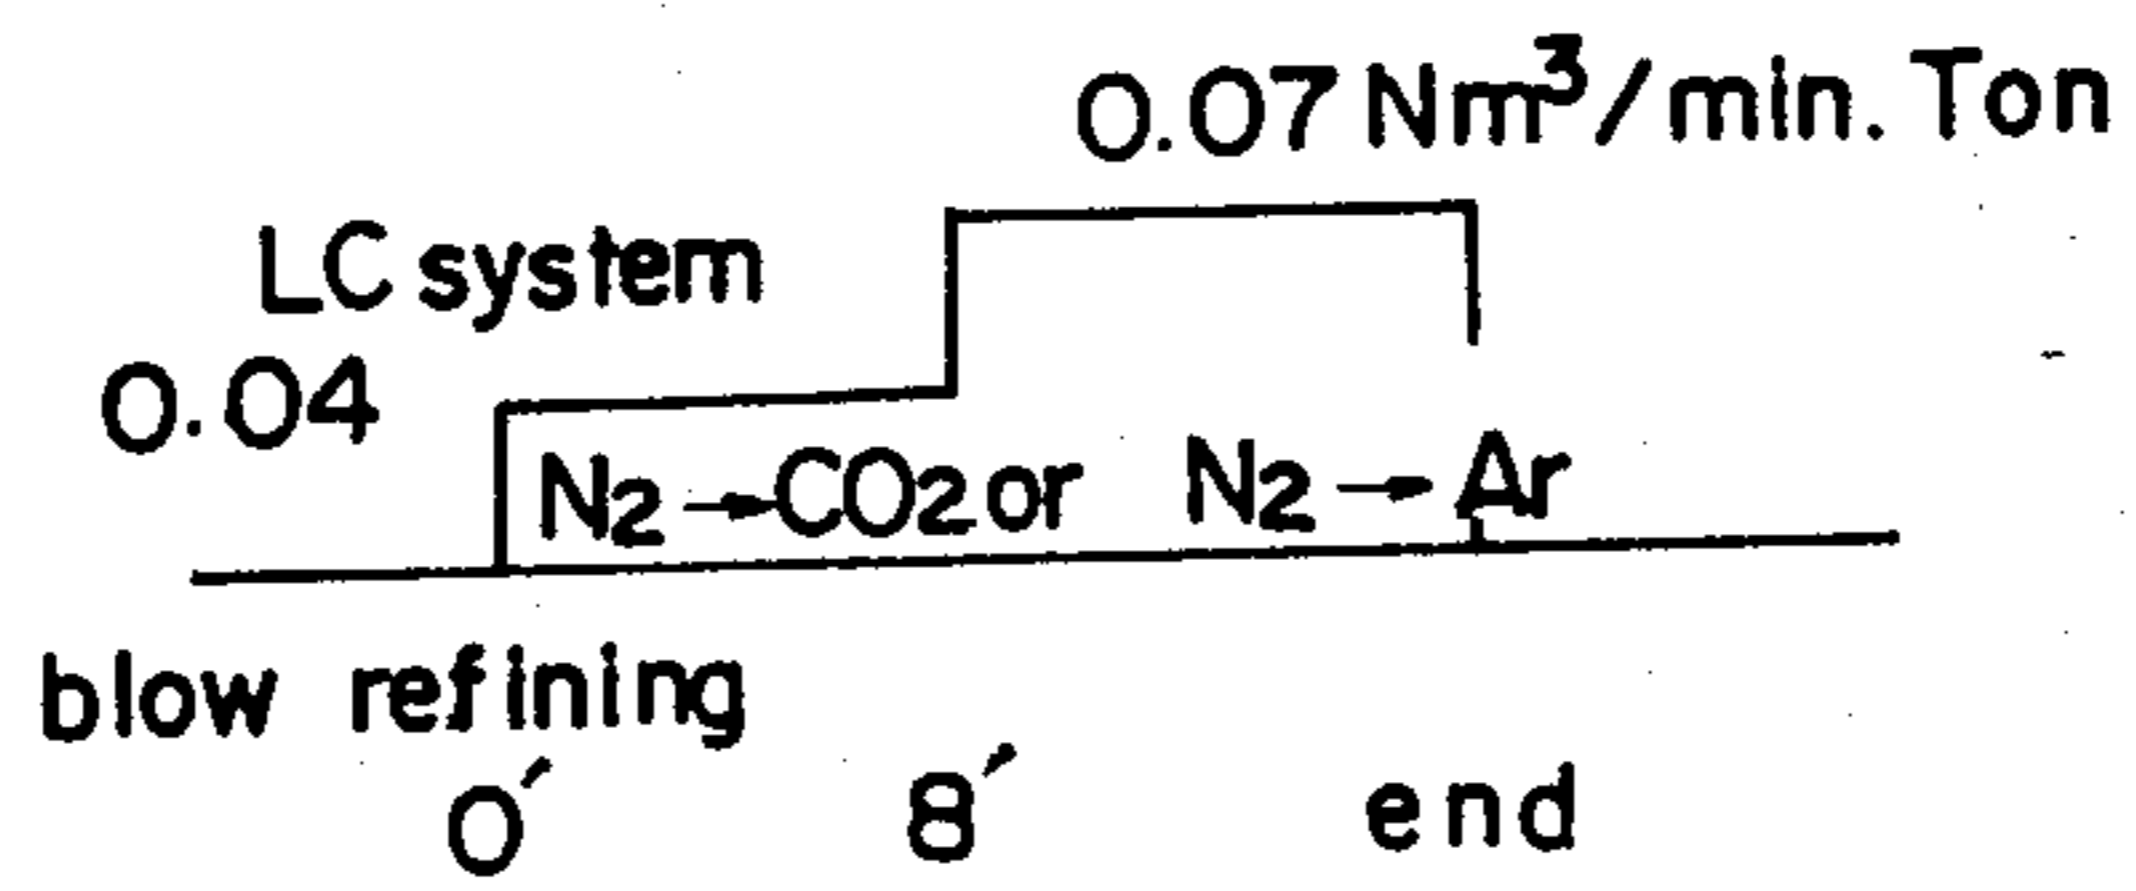 0.07 Nm³/min. Ton
LC system
0.04
N₂→CO₂ or N₂→Ar
blow refining
0′ 8′ end